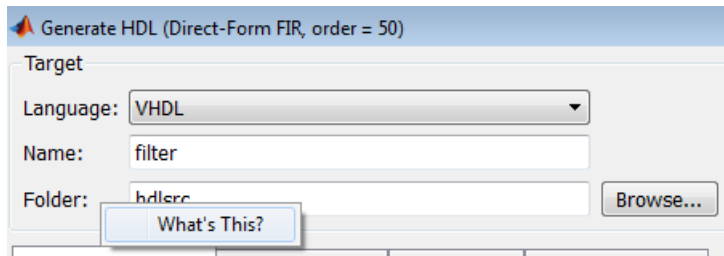 Generate HDL (Direct-Form FIR, order = 50)
Target
Language: VHDL
Name: filter
Folder: hdlsrc Browse...
What's This?